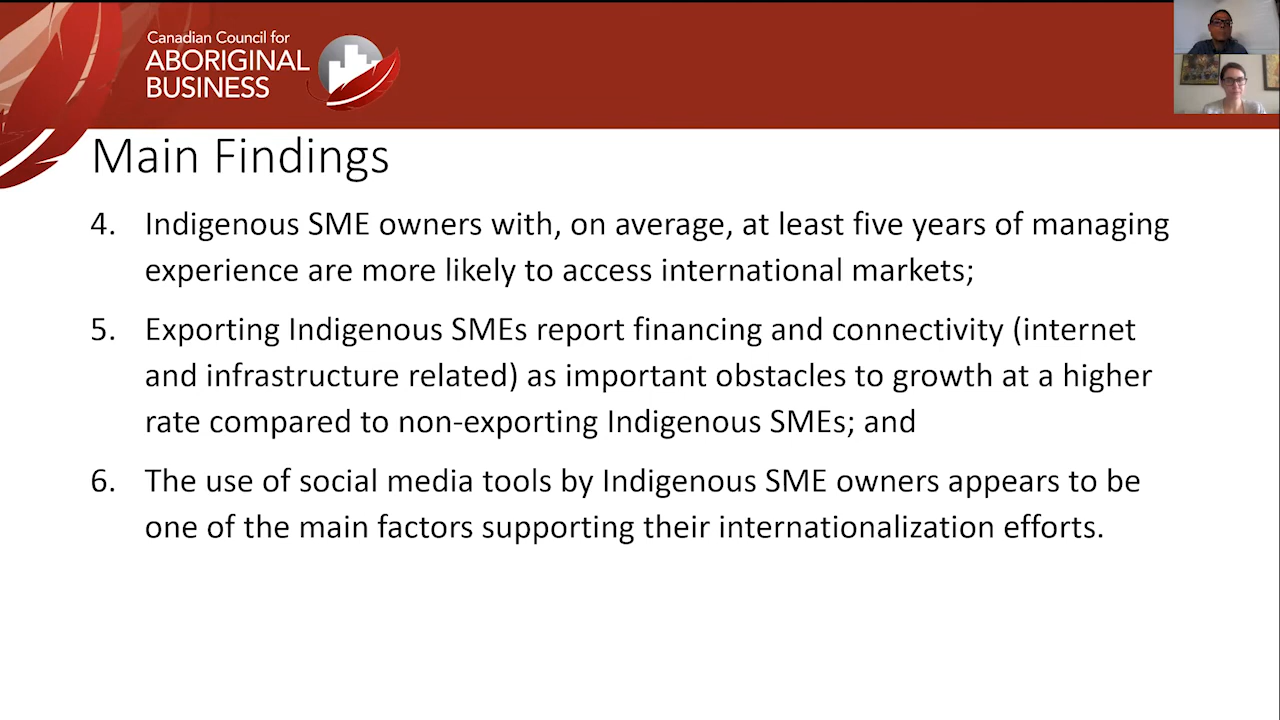 Canadian Council for
ABORIGINAL
BUSINESS
Main Findings
4. Indigenous SME owners with, on average, at least five years of managing
experience are more likely to access international markets;
5. Exporting Indigenous SMEs report financing and connectivity (internet
and infrastructure related) as important obstacles to growth at a higher
rate compared to non-exporting Indigenous SMEs; and
6. The use of social media tools by Indigenous SME owners appears to be
one of the main factors supporting their internationalization efforts.